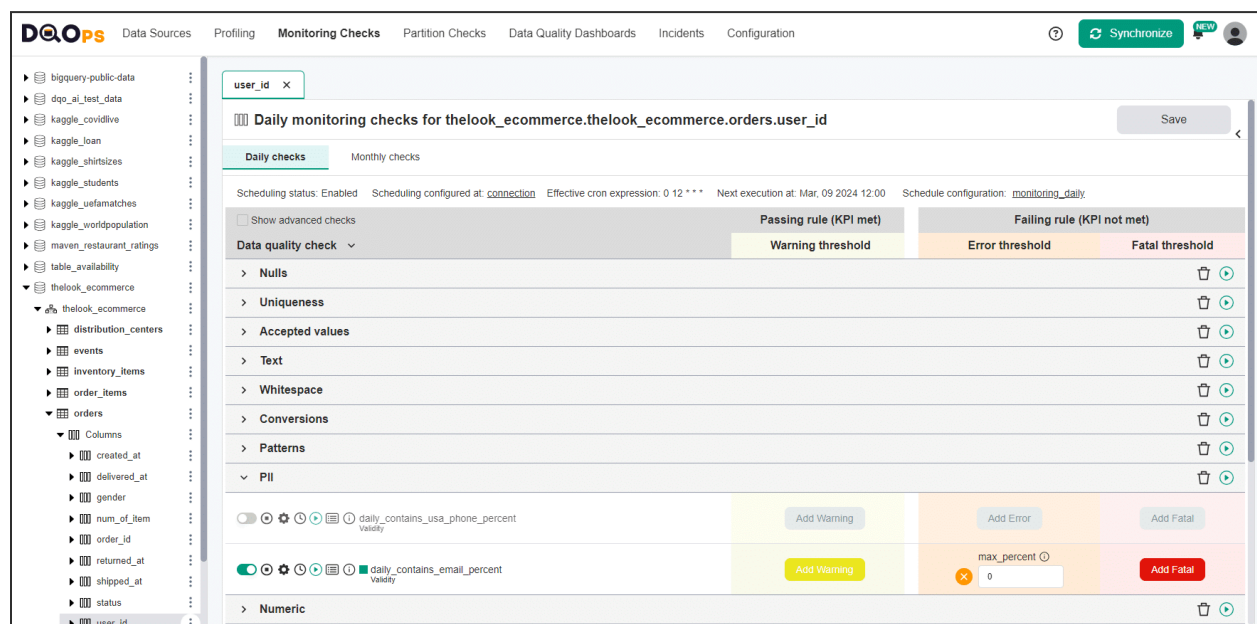 DQOps Data Sources Profiling Monitoring Checks Partition Checks Data Quality Dashboards Incidents Configuration ? Synchronize NEW
bigquery-public-data
dqo_ai_test_data
kaggle_covidlive
kaggle_loan
kaggle_shirtsizes
kaggle_students
kaggle_uefamatches
kaggle_worldpopulation
maven_restaurant_ratings
table_availability
thelook_ecommerce
thelook_ecommerce
distribution_centers
events
inventory_items
order_items
orders
Columns
created_at
delivered_at
gender
num_of_item
order_id
returned_at
shipped_at
status
user_id
user_id X
Daily monitoring checks for thelook_ecommerce.thelook_ecommerce.orders.user_id Save
Daily checks Monthly checks
Scheduling status: Enabled Scheduling configured at: connection Effective cron expression: 0 12 * * * Next execution at: Mar, 09 2024 12:00 Schedule configuration: monitoring_daily
Show advanced checks Passing rule (KPI met) Failing rule (KPI not met)
Data quality check Warning threshold Error threshold Fatal threshold
Nulls
Uniqueness
Accepted values
Text
Whitespace
Conversions
Patterns
PII
daily_contains_usa_phone_percent Add Warning Add Error Add Fatal
Validity
max_percent
daily_contains_email_percent Add Warning 0 Add Fatal
Validity
Numeric